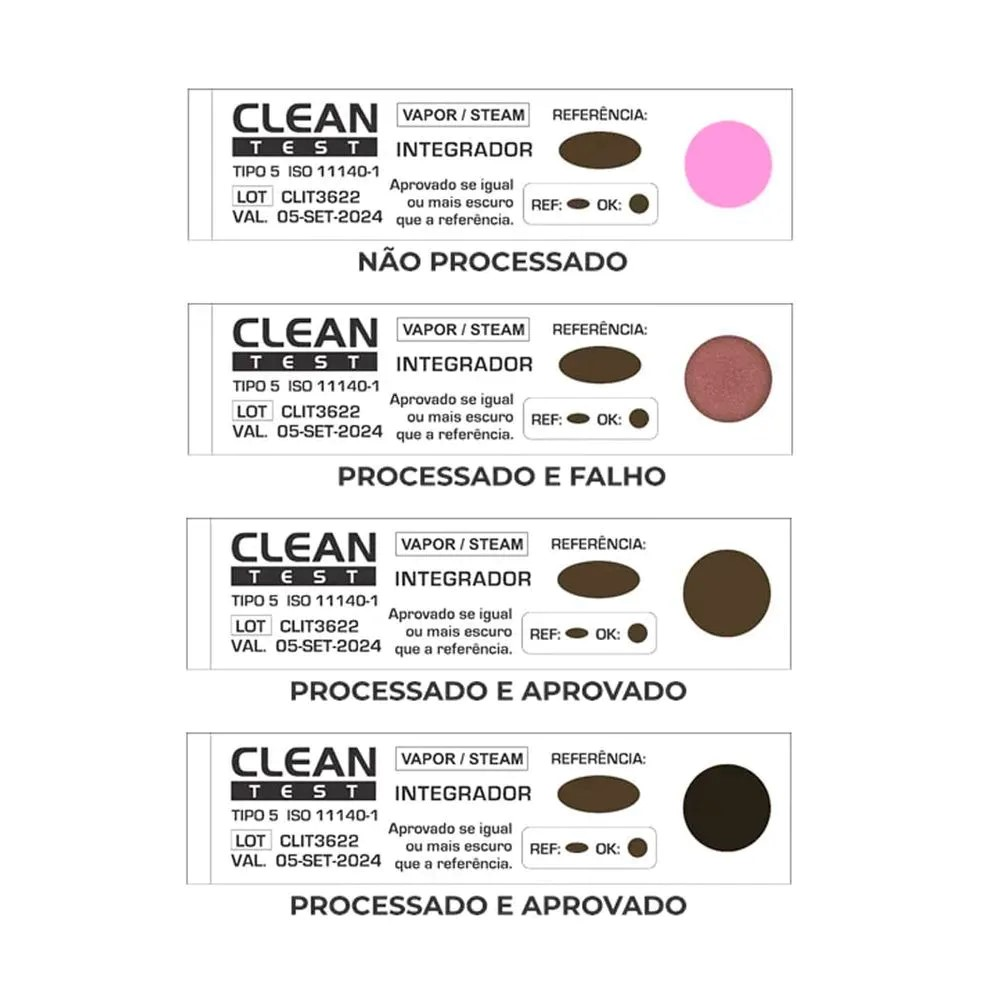 CLEAN
TEST
TIPO 5 ISO 11140-1
LOT CLIT3622
VAL. 05-SET-2024
VAPOR / STEAM
INTEGRADOR
Aprovado se igual
ou mais escuro
que a referência.
REFERÊNCIA:
REF: OK:
NÃO PROCESSADO
CLEAN
TEST
TIPO 5 ISO 11140-1
LOT CLIT3622
VAL. 05-SET-2024
VAPOR / STEAM
INTEGRADOR
Aprovado se igual
ou mais escuro
que a referência.
REFERÊNCIA:
REF: OK:
PROCESSADO E FALHO
CLEAN
TEST
TIPO 5 ISO 11140-1
LOT CLIT3622
VAL. 05-SET-2024
VAPOR / STEAM
INTEGRADOR
Aprovado se igual
ou mais escuro
que a referência.
REFERÊNCIA:
REF: OK:
PROCESSADO E APROVADO
CLEAN
TEST
TIPO 5 ISO 11140-1
LOT CLIT3622
VAL. 05-SET-2024
VAPOR / STEAM
INTEGRADOR
Aprovado se igual
ou mais escuro
que a referência.
REFERÊNCIA:
REF: OK:
PROCESSADO E APROVADO